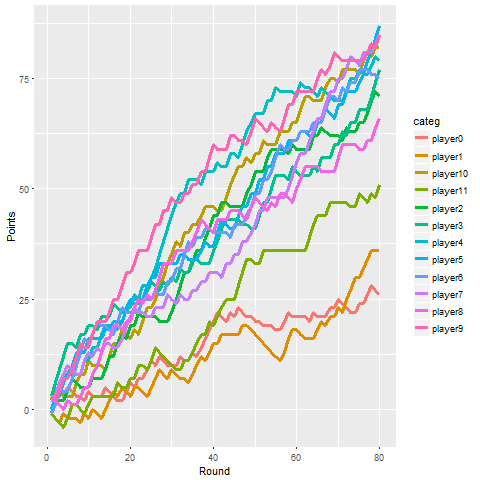 75
50
25
0
Points
0 20 40 60 80
Round
categ
player0
player1
player10
player11
player2
player3
player4
player5
player6
player7
player8
player9